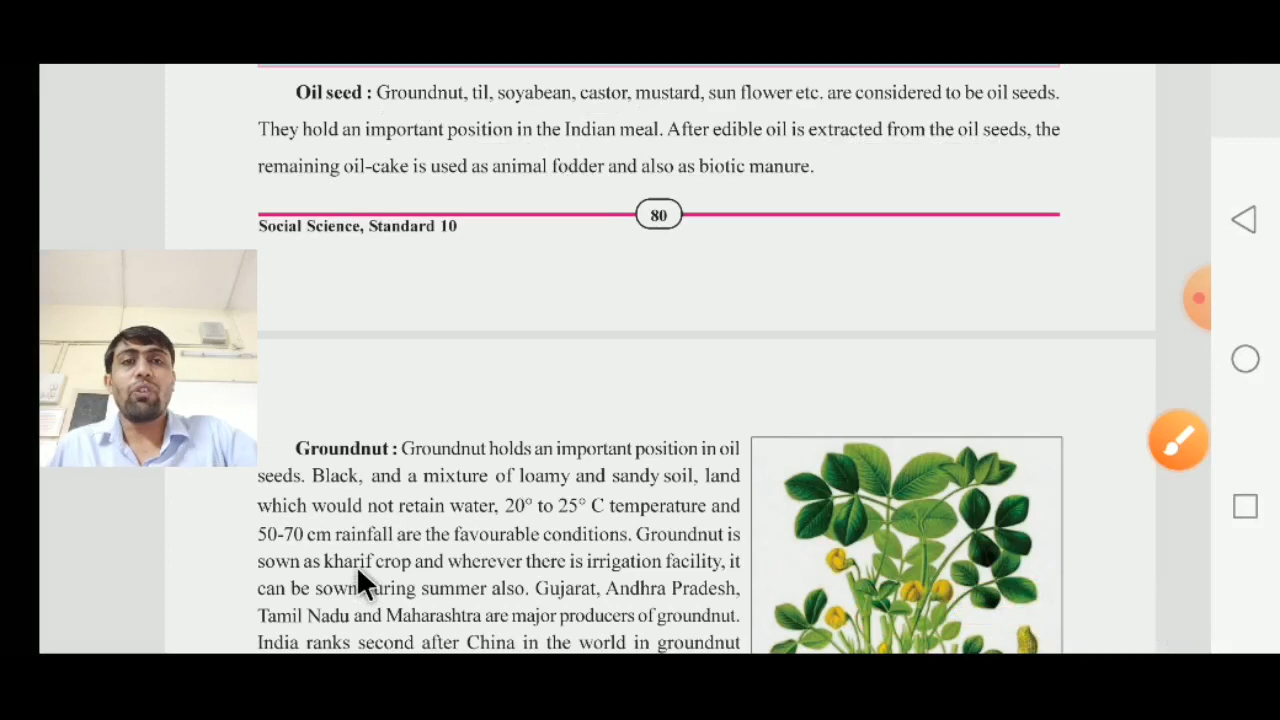 Oil seed : Groundnut, til, soyabean, castor, mustard, sun flower etc. are considered to be oil seeds.
They hold an important position in the Indian meal. After edible oil is extracted from the oil seeds, the
remaining oil-cake is used as animal fodder and also as biotic manure.
80
Social Science, Standard 10
Groundnut : Groundnut holds an important position in oil
seeds. Black, and a mixture of loamy and sandy soil, land
which would not retain water, 20° to 25° C temperature and
50-70 cm rainfall are the favourable conditions. Groundnut is
sown as kharif crop and wherever there is irrigation facility, it
can be sown during summer also. Gujarat, Andhra Pradesh,
Tamil Nadu and Maharashtra are major producers of groundnut.
India ranks second after China in the world in groundnut